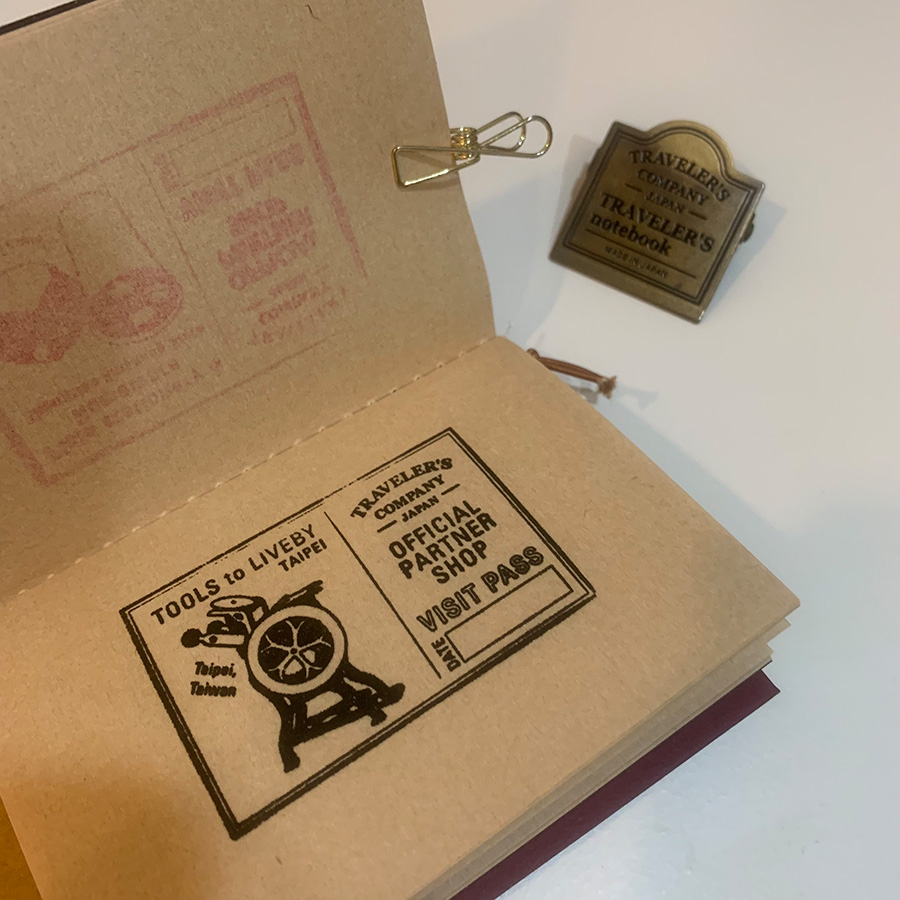 TRAVELER'S
COMPANY
JAPAN
TRAVELER'S
notebook
MADE IN JAPAN
TOOLS to LIVEBY
TAIPEI
Taipei,
Taiwan
TRAVELER'S
COMPANY
JAPAN
OFFICIAL
PARTNER
SHOP
VISIT PASS
DATE